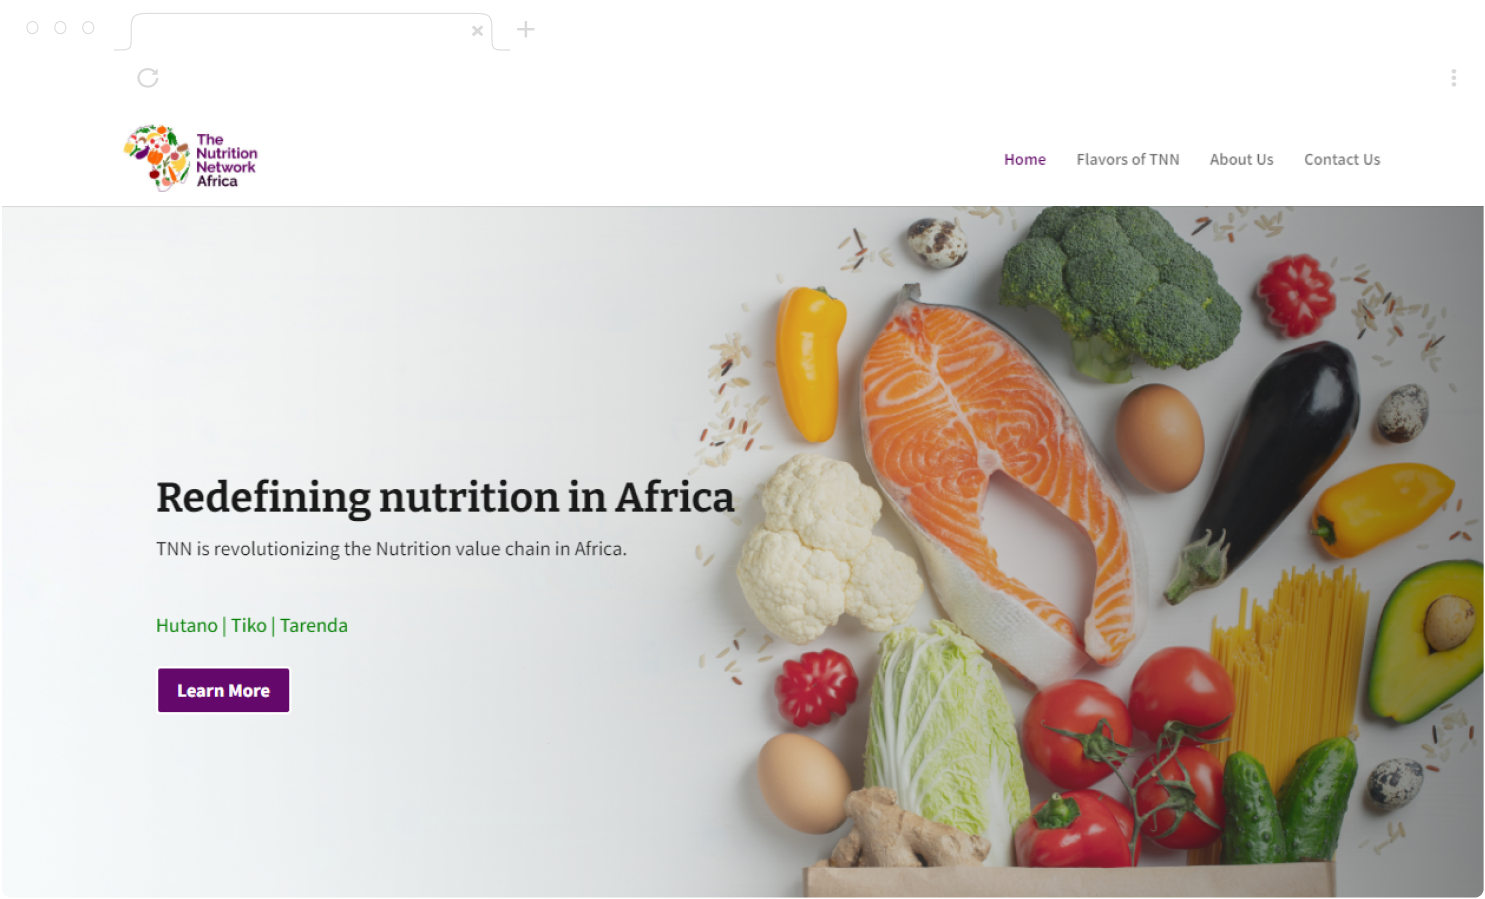 The
Nutrition
Network
Africa
Home Flavors of TNN About Us Contact Us
Redefining nutrition in Africa
TNN is revolutionizing the Nutrition value chain in Africa.
Hutano | Tiko | Tarenda
Learn More